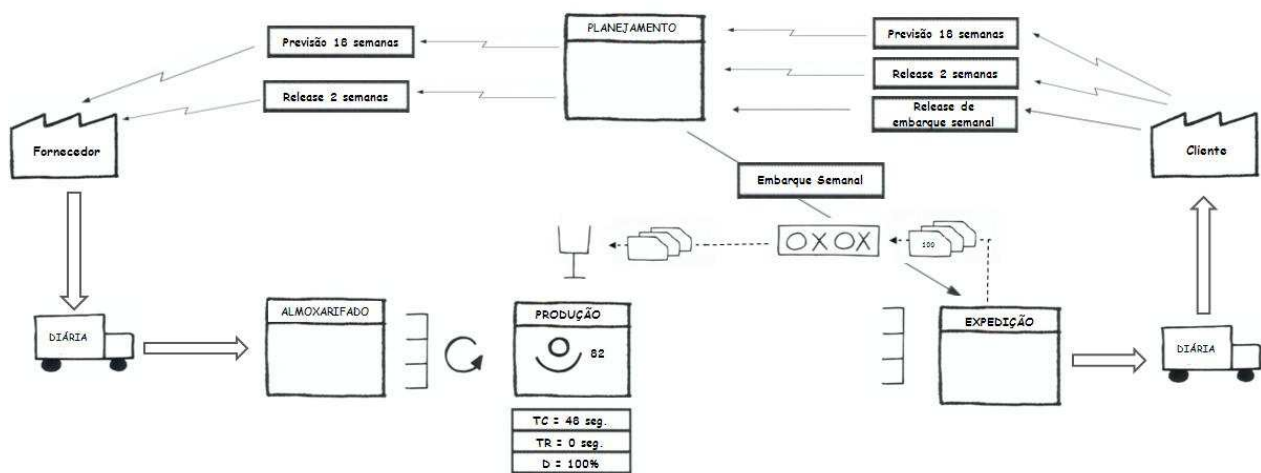 PLANEJAMENTO
Previsão 18 semanas
Previsão 18 semanas
Release 2 semanas
Release 2 semanas
Release de
embarque semanal
Fornecedor
Cliente
Embarque Semanal
100
ALMOXARIFADO
PRODUÇÃO
EXPEDIÇÃO
DIÁRIA
82
DIÁRIA
TC = 48 seg.
TR = 0 seg.
D = 100%